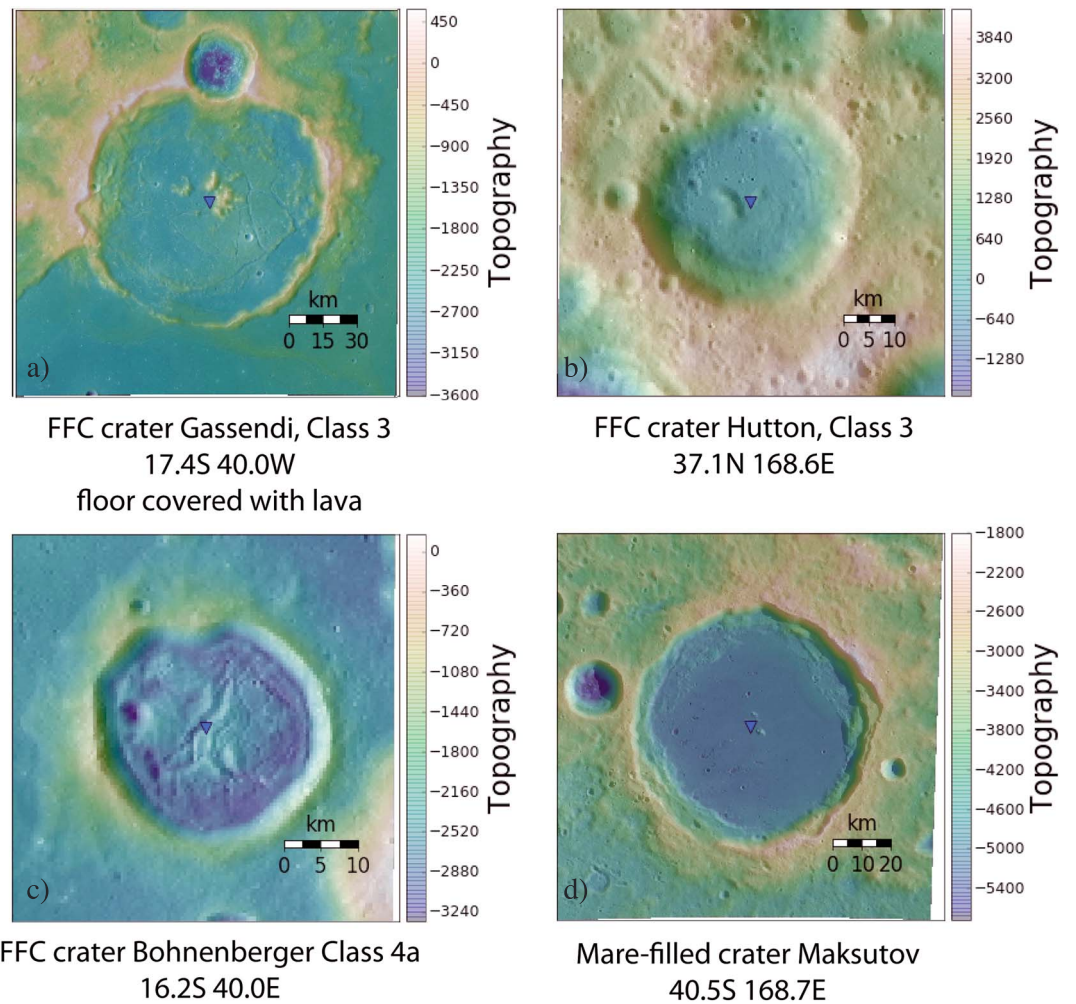 450
0
−450
−900
−1350
−1800
−2250
−2700
−3150
−3600
Topography
km
0 15 30
a)
FFC crater Gassendi, Class 3
17.4S 40.0W
floor covered with lava
3840
3200
2560
1920
1280
640
0
−640
−1280
Topography
km
0 5 10
b)
FFC crater Hutton, Class 3
37.1N 168.6E
0
−360
−720
−1080
−1440
−1800
−2160
−2520
−2880
−3240
Topography
km
0 5 10
c)
FFC crater Bohnenberger Class 4a
16.2S 40.0E
−1800
−2200
−2600
−3000
−3400
−3800
−4200
−4600
−5000
−5400
Topography
km
0 10 20
d)
Mare-filled crater Maksutov
40.5S 168.7E